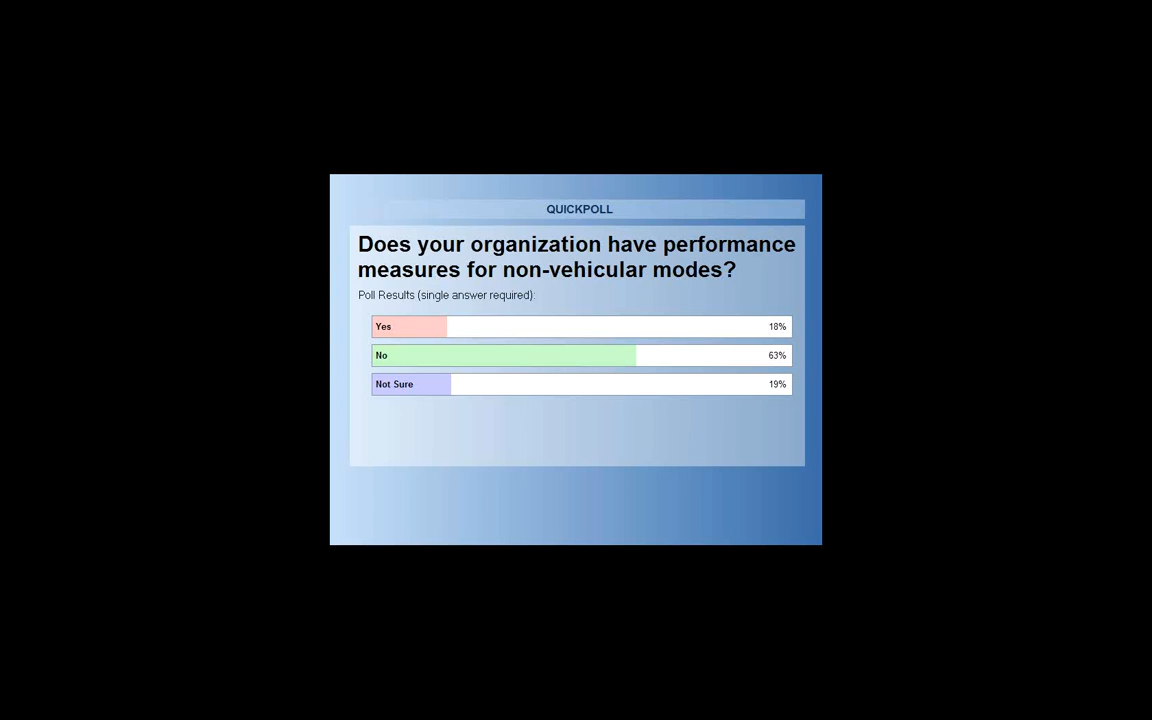 QUICKPOLL
Does your organization have performance
measures for non-vehicular modes?
Poll Results (single answer required):
Yes 18%
No 63%
Not Sure 19%